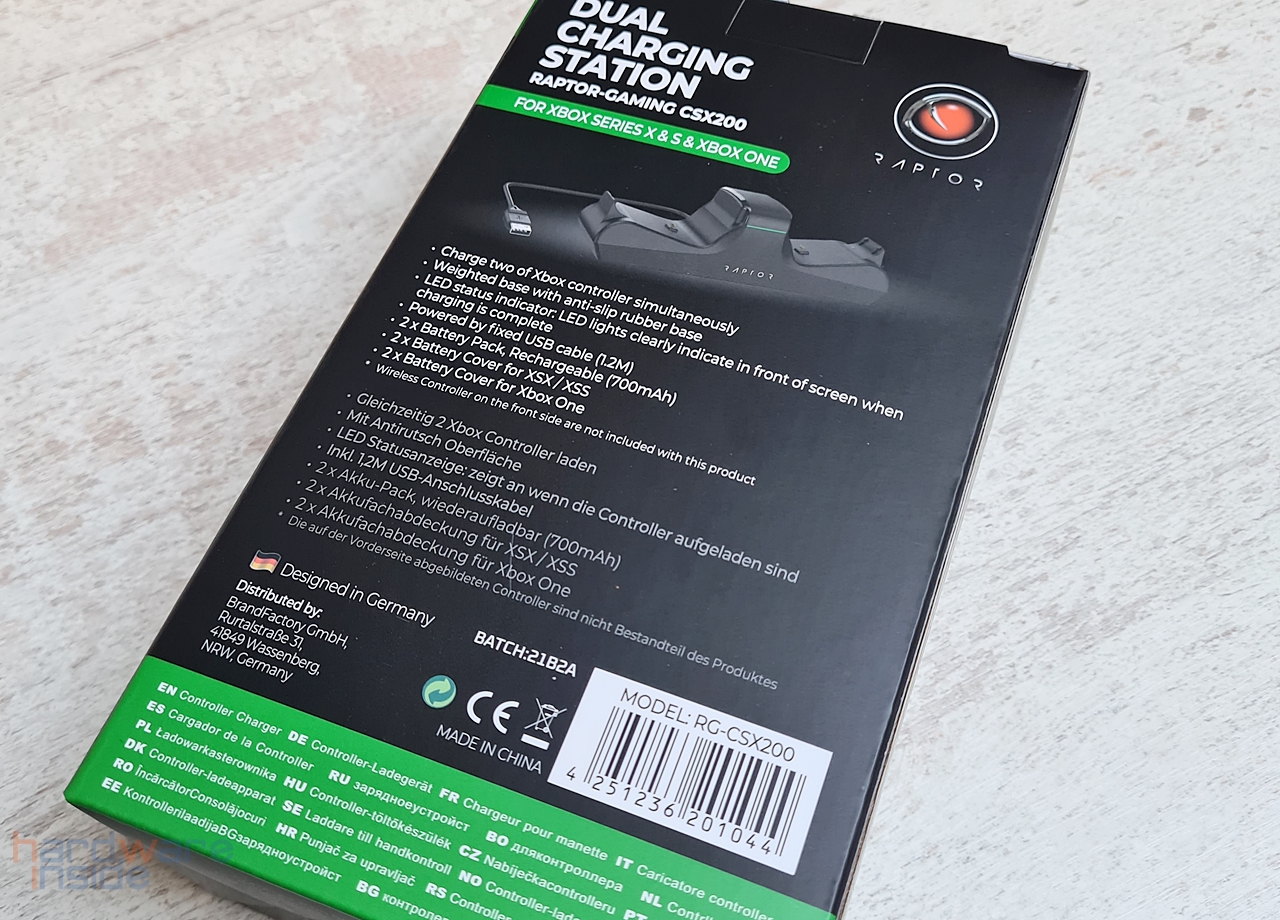 DUAL
CHARGING
STATION
RAPTOR-GAMING CSX200
FOR XBOX SERIES X & S & XBOX ONE
RAPTOR
RAPTOR
• Charge two of Xbox controller simultaneously
• Weighted base with anti-slip rubber base
• LED status indicator: LED lights clearly indicate in front of screen when
charging is complete
• Powered by fixed USB cable (1.2M)
• 2 x Battery Pack, Rechargeable (700mAh)
• 2 x Battery Cover for XSX / XSS
• 2 x Battery Cover for Xbox One
• Wireless Controller on the front side are not included with this product
• Gleichzeitig 2 Xbox Controller laden
• Mit Antirutsch Oberfläche
• LED Statusanzeige: zeigt an wenn die Controller aufgeladen sind
• Inkl. 1,2M USB-Anschlusskabel
• 2 x Akku-Pack, wiederaufladbar (700mAh)
• 2 x Akkufachabdeckung für XSX / XSS
• 2 x Akkufachabdeckung für Xbox One
• Die auf der Vorderseite abgebildeten Controller sind nicht Bestandteil des Produktes
Designed in Germany
Distributed by:
BrandFactory GmbH,
Rurtalstraße 31,
41849 Wassenberg,
NRW, Germany
BATCH:21B2A
CE
MADE IN CHINA
MODEL: RG-CSX200
4 251236 201044
EN Controller Charger DE Controller-Ladegerät FR Chargeur pour manette IT Caricatore controller
ES Cargador de la Controller RU зарядноеустройст BO дляконтроллера NL
PL Ładowarkasterownika HU Controller-töltőkészülék CZ Nabíječkacontrolleru PT
DK Controller-ladeapparat SE Laddare till handkontroll NO
RO ÎncărcătorConsolăjocuri HR Punjač za upravljač RS Controller
EE KontrollerilaadijaBGзарядноустройст BG
hardware
inside